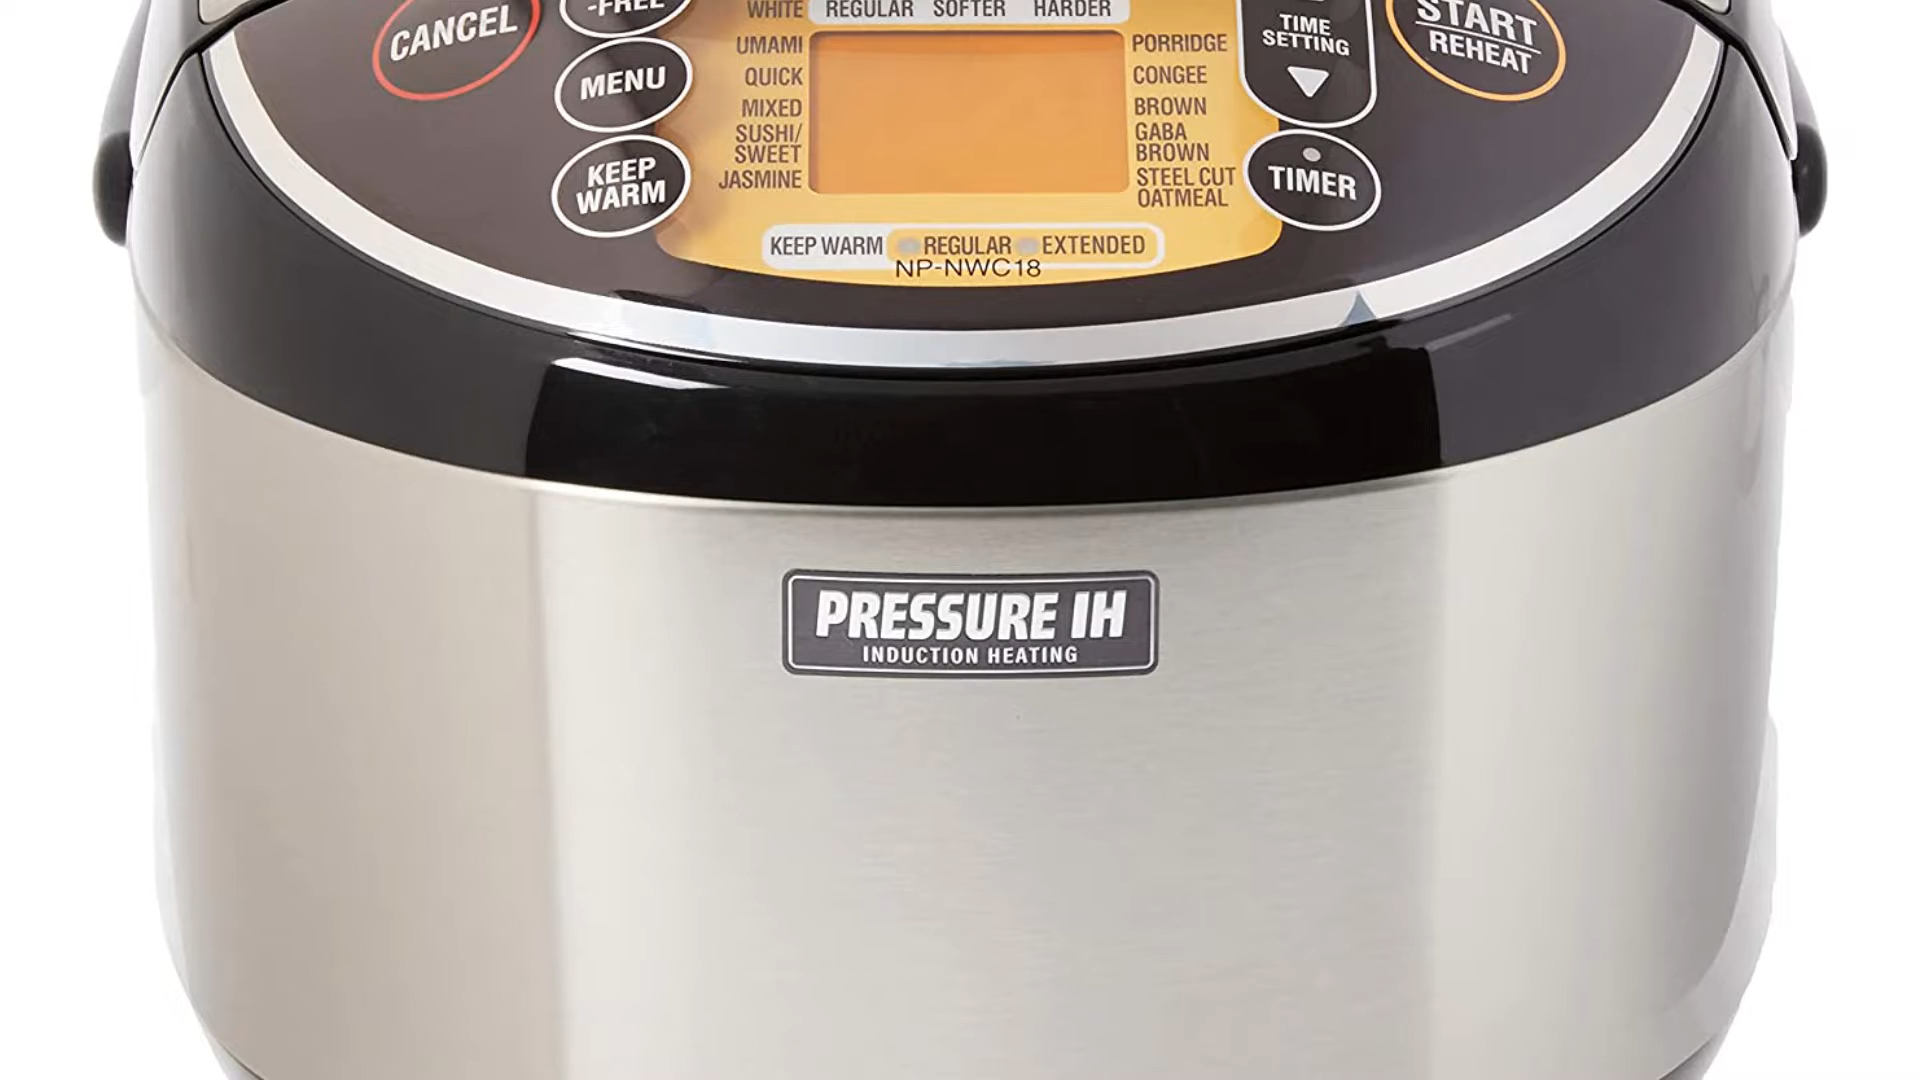 CANCEL
-FREE
MENU
KEEP
WARM
WHITE REGULAR SOFTER HARDER
UMAMI
QUICK
MIXED
SUSHI/
SWEET
JASMINE
PORRIDGE
CONGEE
BROWN
GABA
BROWN
STEEL CUT
OATMEAL
KEEP WARM REGULAR EXTENDED
NP-NWC18
TIME
SETTING
TIMER
START
REHEAT
PRESSURE IH
INDUCTION HEATING